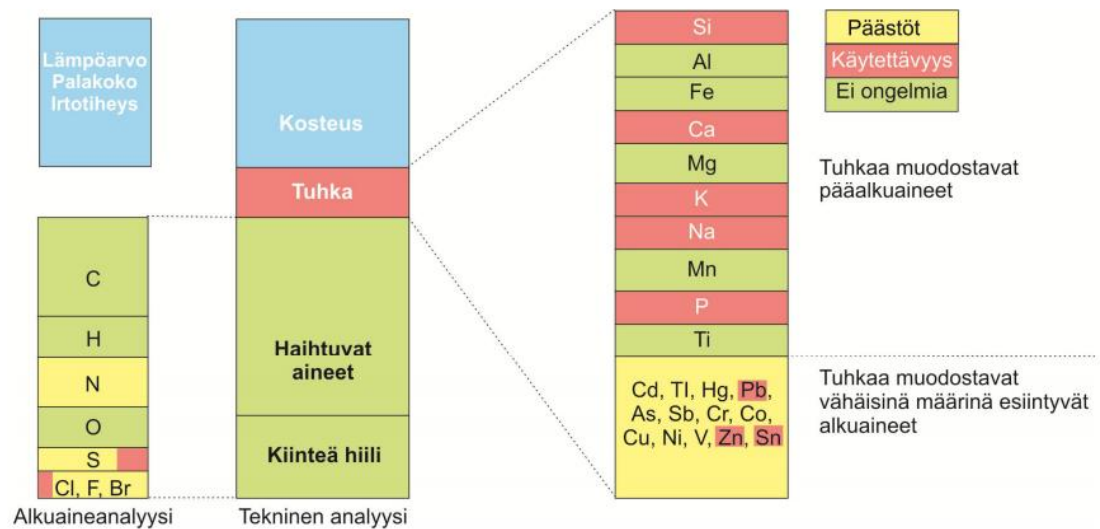 Lämpöarvo
Palakoko
Irtotiheys
C
H
N
O
S
Cl, F, Br
Alkuaineanalyysi
Kosteus
Tuhka
Haihtuvat
aineet
Kiinteä hiili
Tekninen analyysi
Si
Al
Fe
Ca
Mg
K
Na
Mn
P
Ti
Cd, Tl, Hg, Pb,
As, Sb, Cr, Co,
Cu, Ni, V, Zn, Sn
Päästöt
Käytettävyys
Ei ongelmia
Tuhkaa muodostavat
pääalkuaineet
Tuhkaa muodostavat
vähäisinä määrinä esiintyvät
alkuaineet